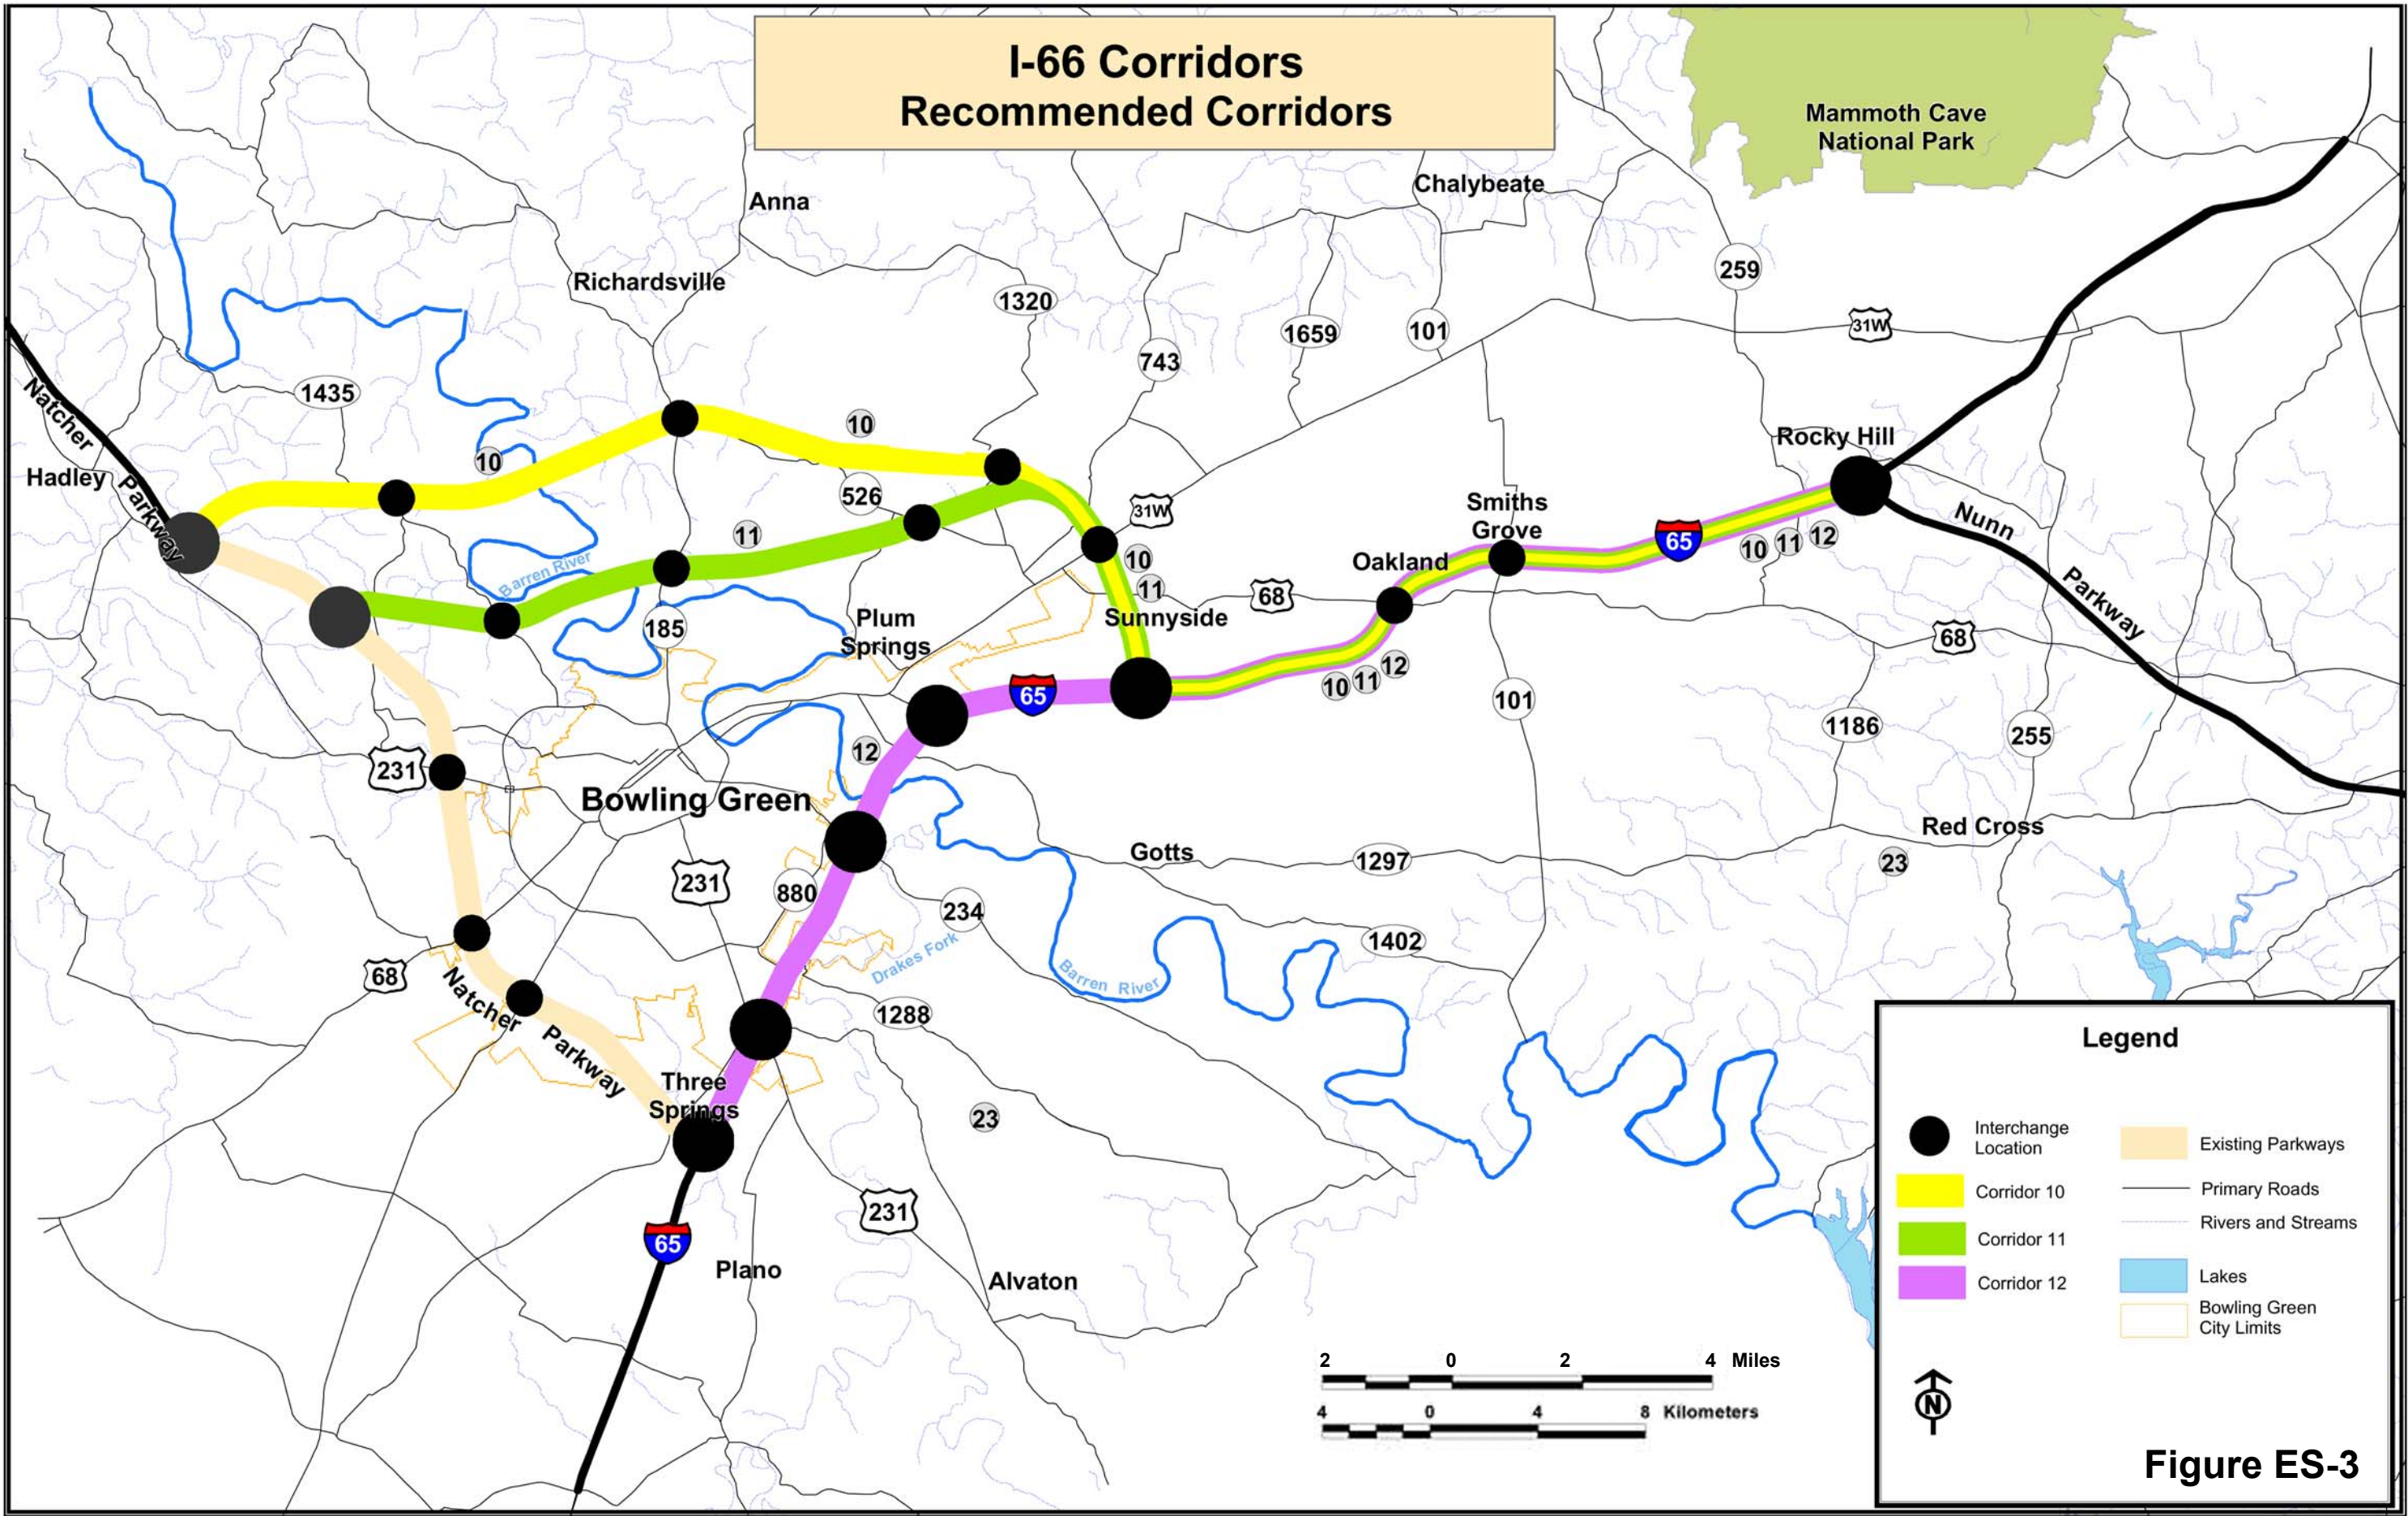 I-66 Corridors
Recommended Corridors
Mammoth Cave
National Park
Chalybeate
Anna
259
Richardsville
1320
1659
101
31W
743
Natcher
Parkway
1435
10
10
Rocky Hill
Hadley
526
Smiths
Grove
31W
11
65
10 11 12
Nunn
Parkway
10
11
Oakland
Barren River
68
Sunnyside
185
Plum
Springs
68
10 11 12
65
101
1186
255
12
231
Bowling Green
Red Cross
Gotts
1297
23
231
880
234
1402
Drakes Fork
Barren River
68
Natcher
Parkway
1288
Three
Springs
23
231
65
Plano
Alvaton
2 0 2 4 Miles
4 0 4 8 Kilometers
Legend
Interchange
Location
Corridor 10
Corridor 11
Corridor 12
Existing Parkways
Primary Roads
Rivers and Streams
Lakes
Bowling Green
City Limits
N
Figure ES-3